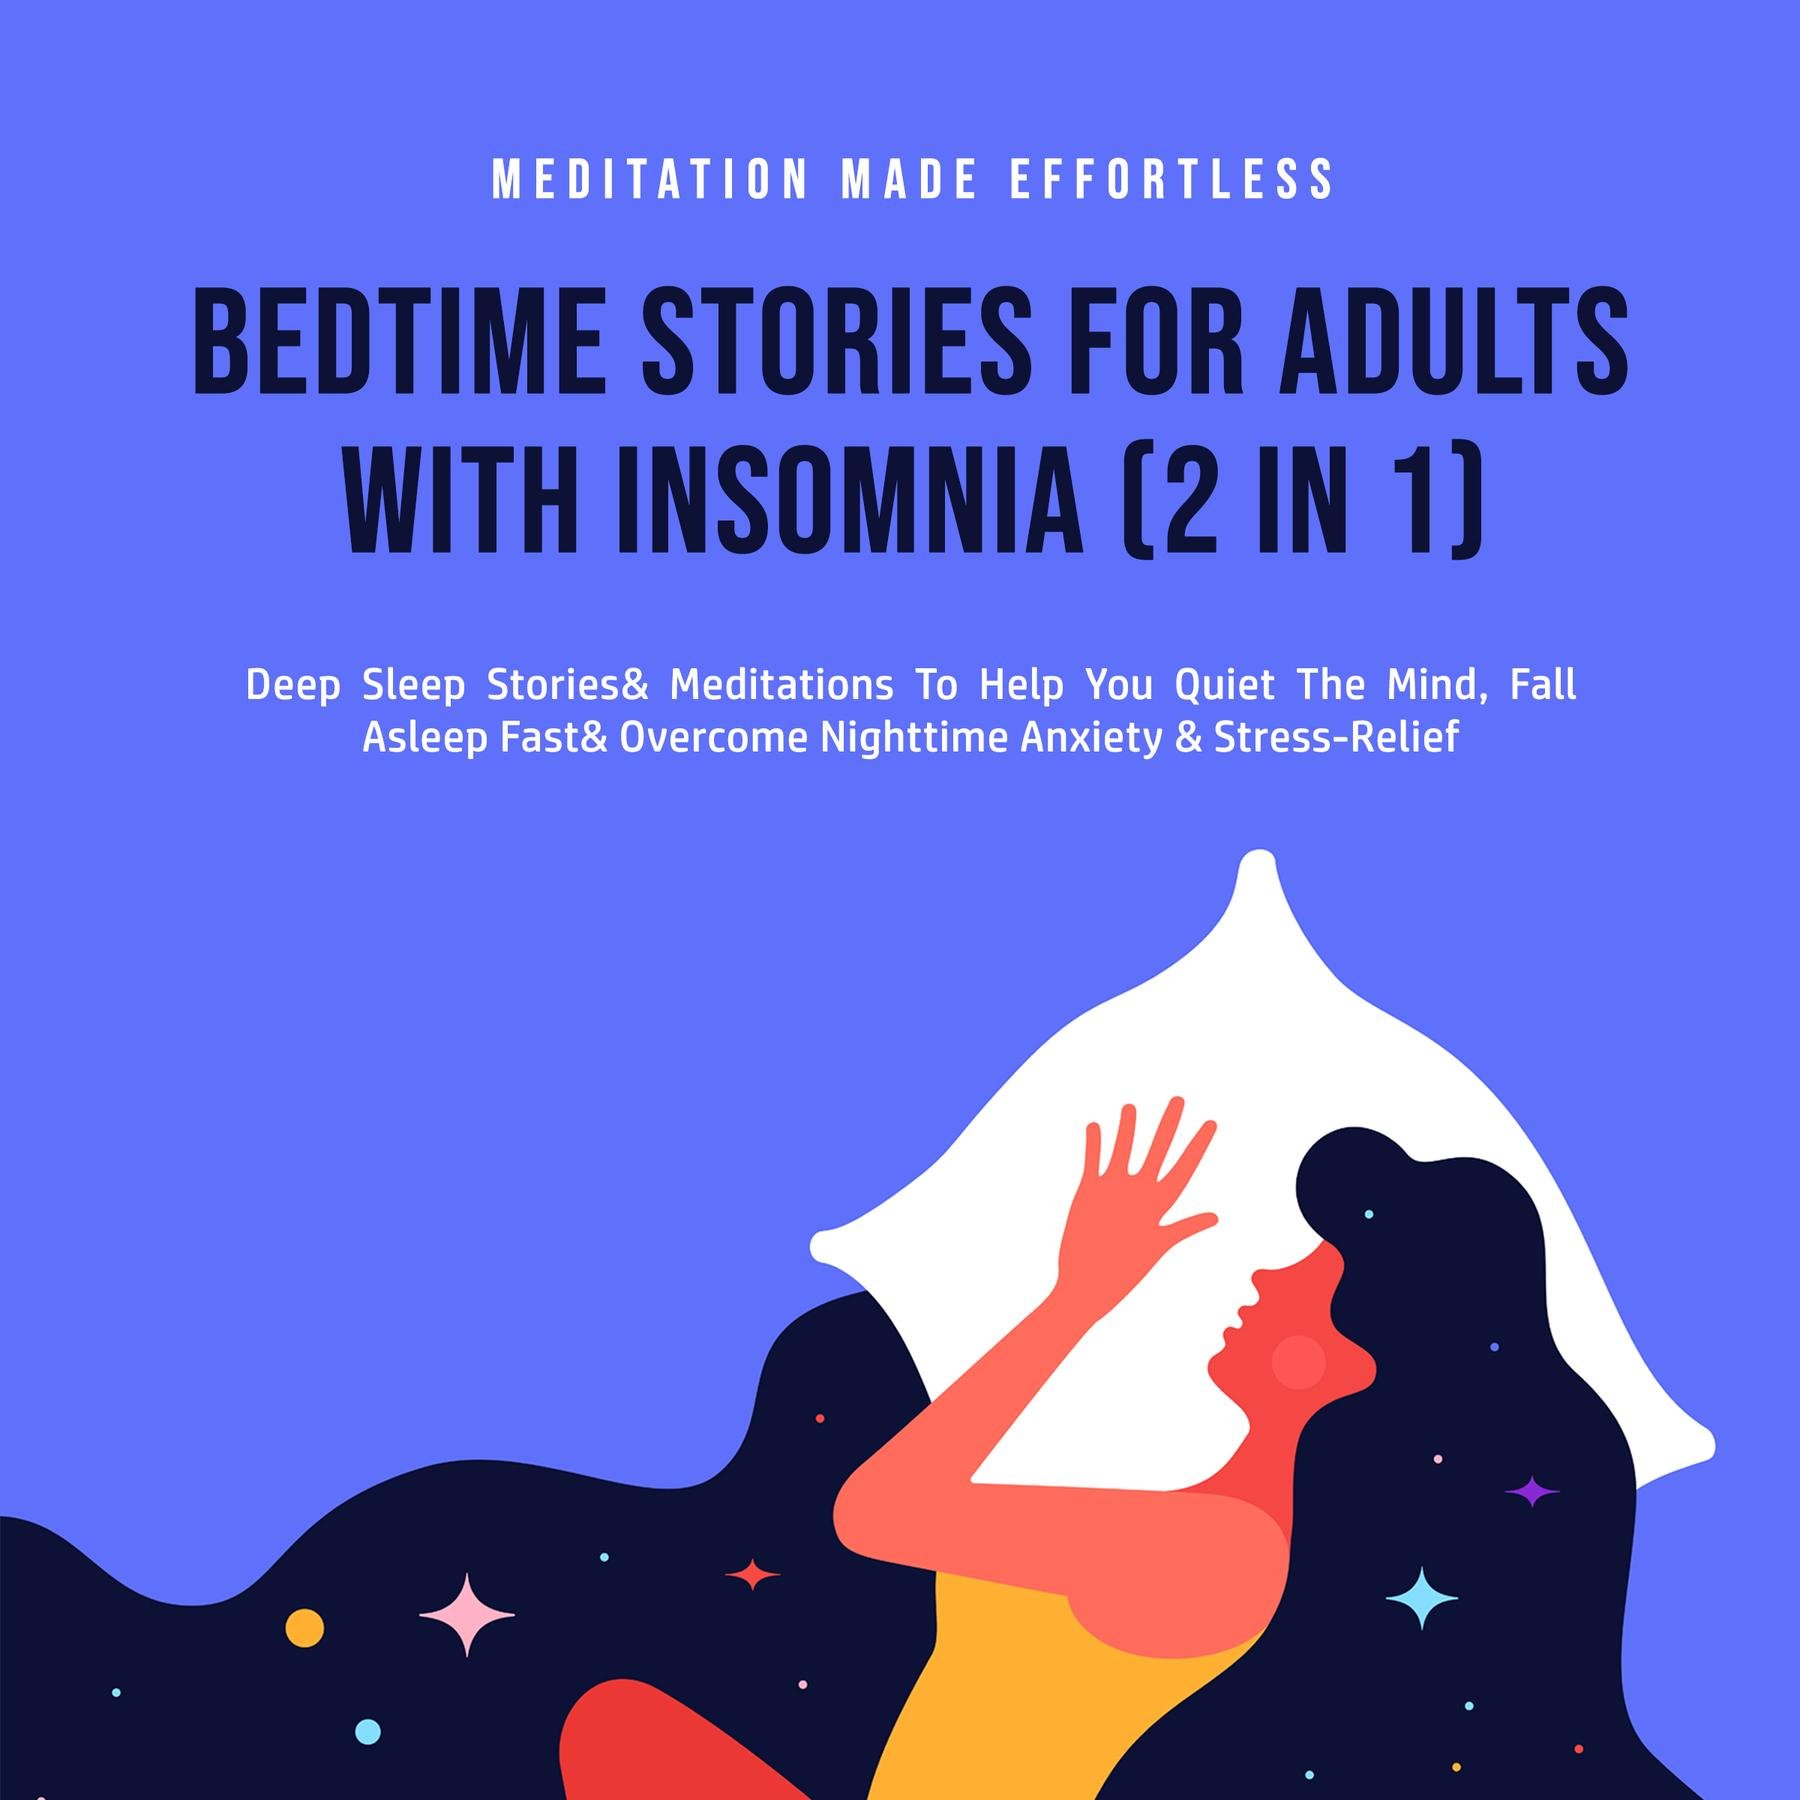 MEDITATION MADE EFFORTLESS
BEDTIME STORIES FOR ADULTS
WITH INSOMNIA (2 IN 1)
Deep Sleep Stories& Meditations To Help You Quiet The Mind, Fall
Asleep Fast& Overcome Nighttime Anxiety & Stress-Relief